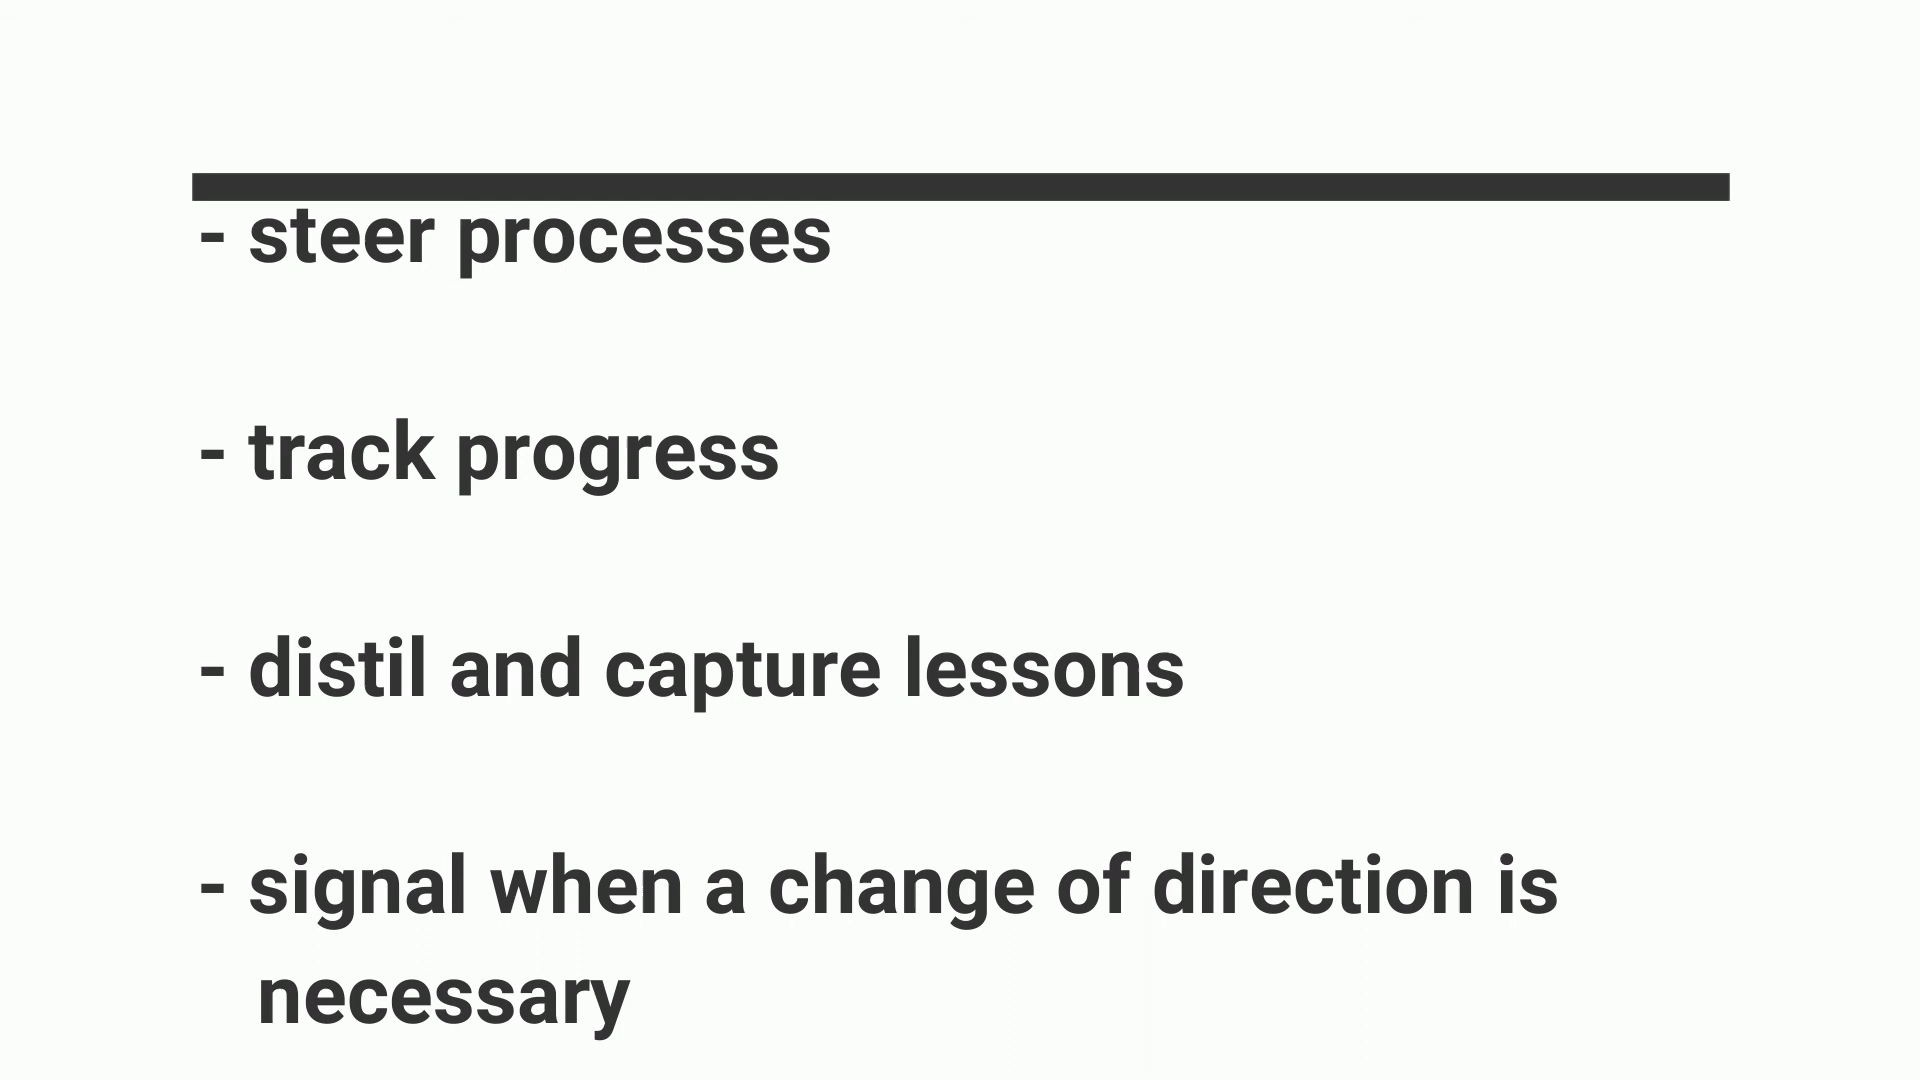 - steer processes
- track progress
- distil and capture lessons
- signal when a change of direction is
necessary